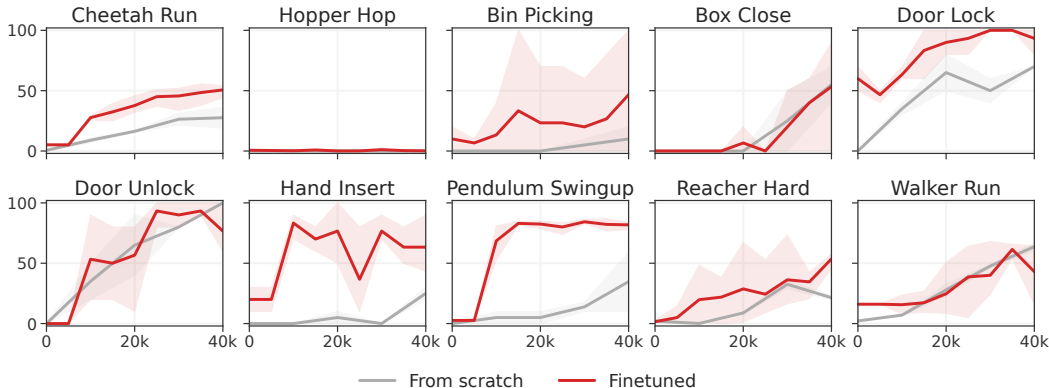 Cheetah Run
Hopper Hop
Bin Picking
Box Close
Door Lock
100
50
0
Door Unlock
Hand Insert
Pendulum Swingup
Reacher Hard
Walker Run
100
50
0
0 20k 40k
0 20k 40k
0 20k 40k
0 20k 40k
0 20k 40k
From scratch
Finetuned